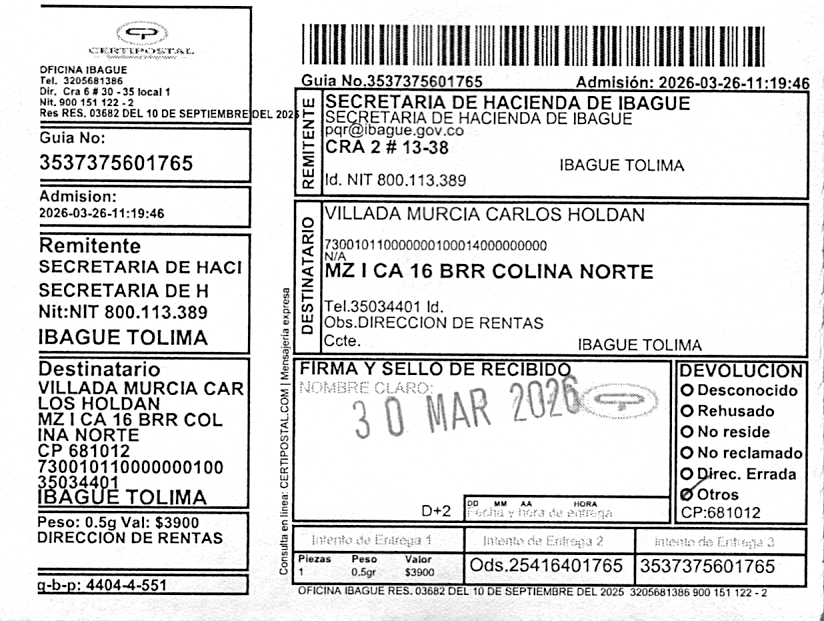 CERTIPOSTAL
OFICINA IBAGUE
Tel. 3205681386
Dir. Cra 6 # 30 - 35 local 1
Nit. 900 151 122 - 2
Res RES. 03682 DEL 10 DE SEPTIEMBRE DEL 2025
Guia No:
3537375601765
Admision:
2026-03-26-11:19:46
Remitente
SECRETARIA DE HACI
SECRETARIA DE H
Nit:NIT 800.113.389
IBAGUE TOLIMA
Destinatario
VILLADA MURCIA CAR
LOS HOLDAN
MZ I CA 16 BRR COL
INA NORTE
CP 681012
730010110000000100
35034401
IBAGUE TOLIMA
Peso: 0.5g Val: $3900
DIRECCION DE RENTAS
q-b-p: 4404-4-551
Consulta en linea: CERTIPOSTAL.COM | Mensajeria expresa
Guia No.3537375601765 Admisión: 2026-03-26-11:19:46
REMITENTE
SECRETARIA DE HACIENDA DE IBAGUE
SECRETARIA DE HACIENDA DE IBAGUE
pqr@ibague.gov.co
CRA 2 # 13-38
IBAGUE TOLIMA
Id. NIT 800.113.389
DESTINATARIO
VILLADA MURCIA CARLOS HOLDAN
730010110000000100014000000000
N/A
MZ I CA 16 BRR COLINA NORTE
Tel.35034401 Id.
Obs.DIRECCION DE RENTAS
Ccte. IBAGUE TOLIMA
FIRMA Y SELLO DE RECIBIDO
NOMBRE CLARO:
30 MAR 2026
D+2
DD MM AA HORA
Fecha y hora de entrega
DEVOLUCION
Desconocido
Rehusado
No reside
No reclamado
Direc. Errada
Otros
CP:681012
Intento de Entrega 1 Intento de Entrega 2 Intento de Entrega 3
Piezas Peso Valor
1 0.5gr $3900
Ods.25416401765 3537375601765
OFICINA IBAGUE RES. 03682 DEL 10 DE SEPTIEMBRE DEL 2025 3205681386 900 151 122 - 2